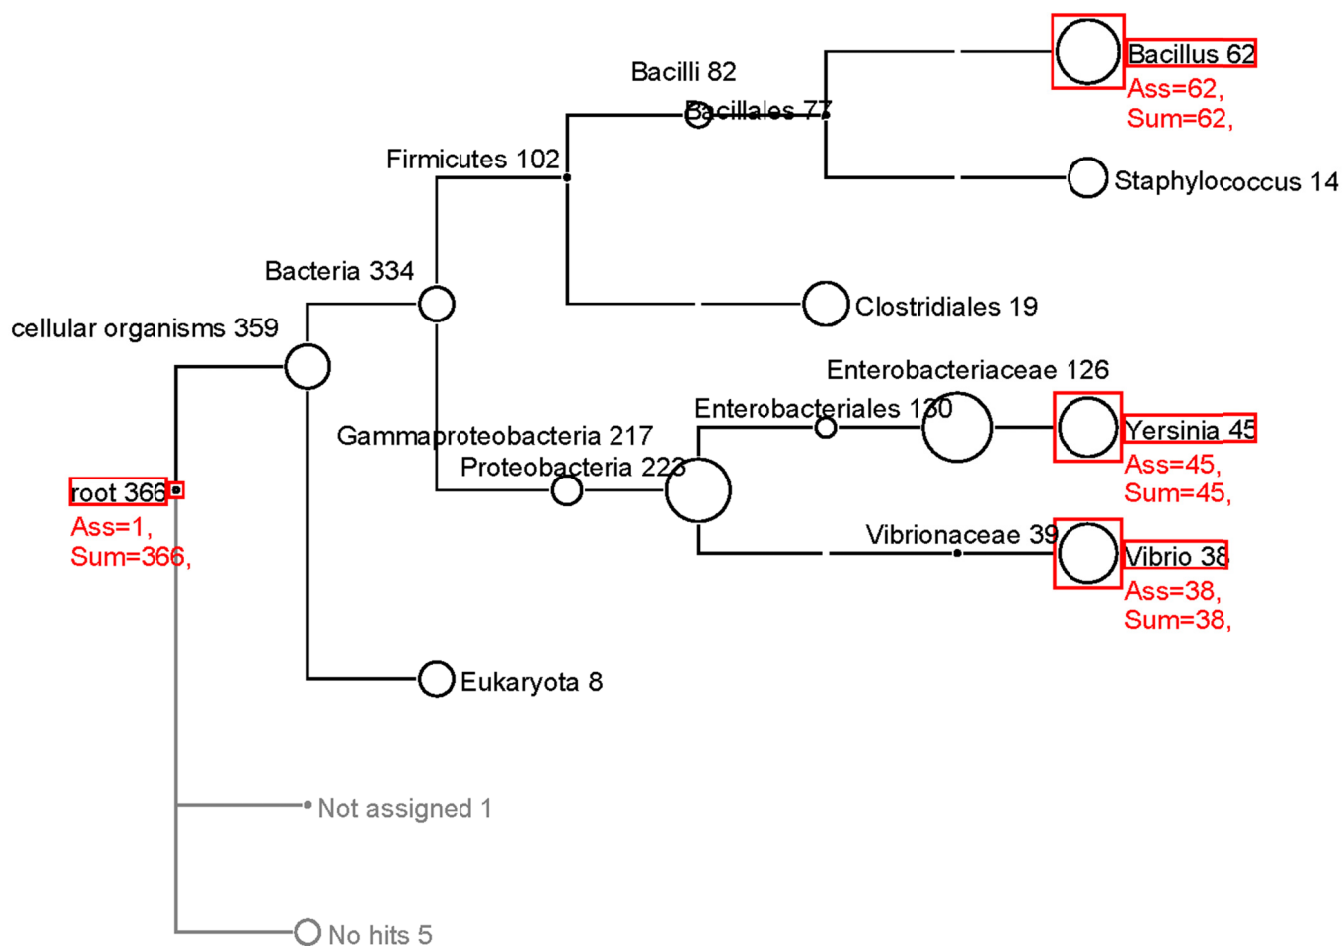 Bacillus 62
Ass=62,
Sum=62,
Bacilli 82
Bacillales 77
Firmicutes 102
Staphylococcus 14
Bacteria 334
Clostridiales 19
cellular organisms 359
Enterobacteriaceae 126
Enterobacteriales 130
Yersinia 45
Ass=45,
Sum=45,
Gammaproteobacteria 217
Proteobacteria 223
root 366
Ass=1,
Sum=366,
Vibrionaceae 39
Vibrio 38
Ass=38,
Sum=38,
Eukaryota 8
Not assigned 1
No hits 5